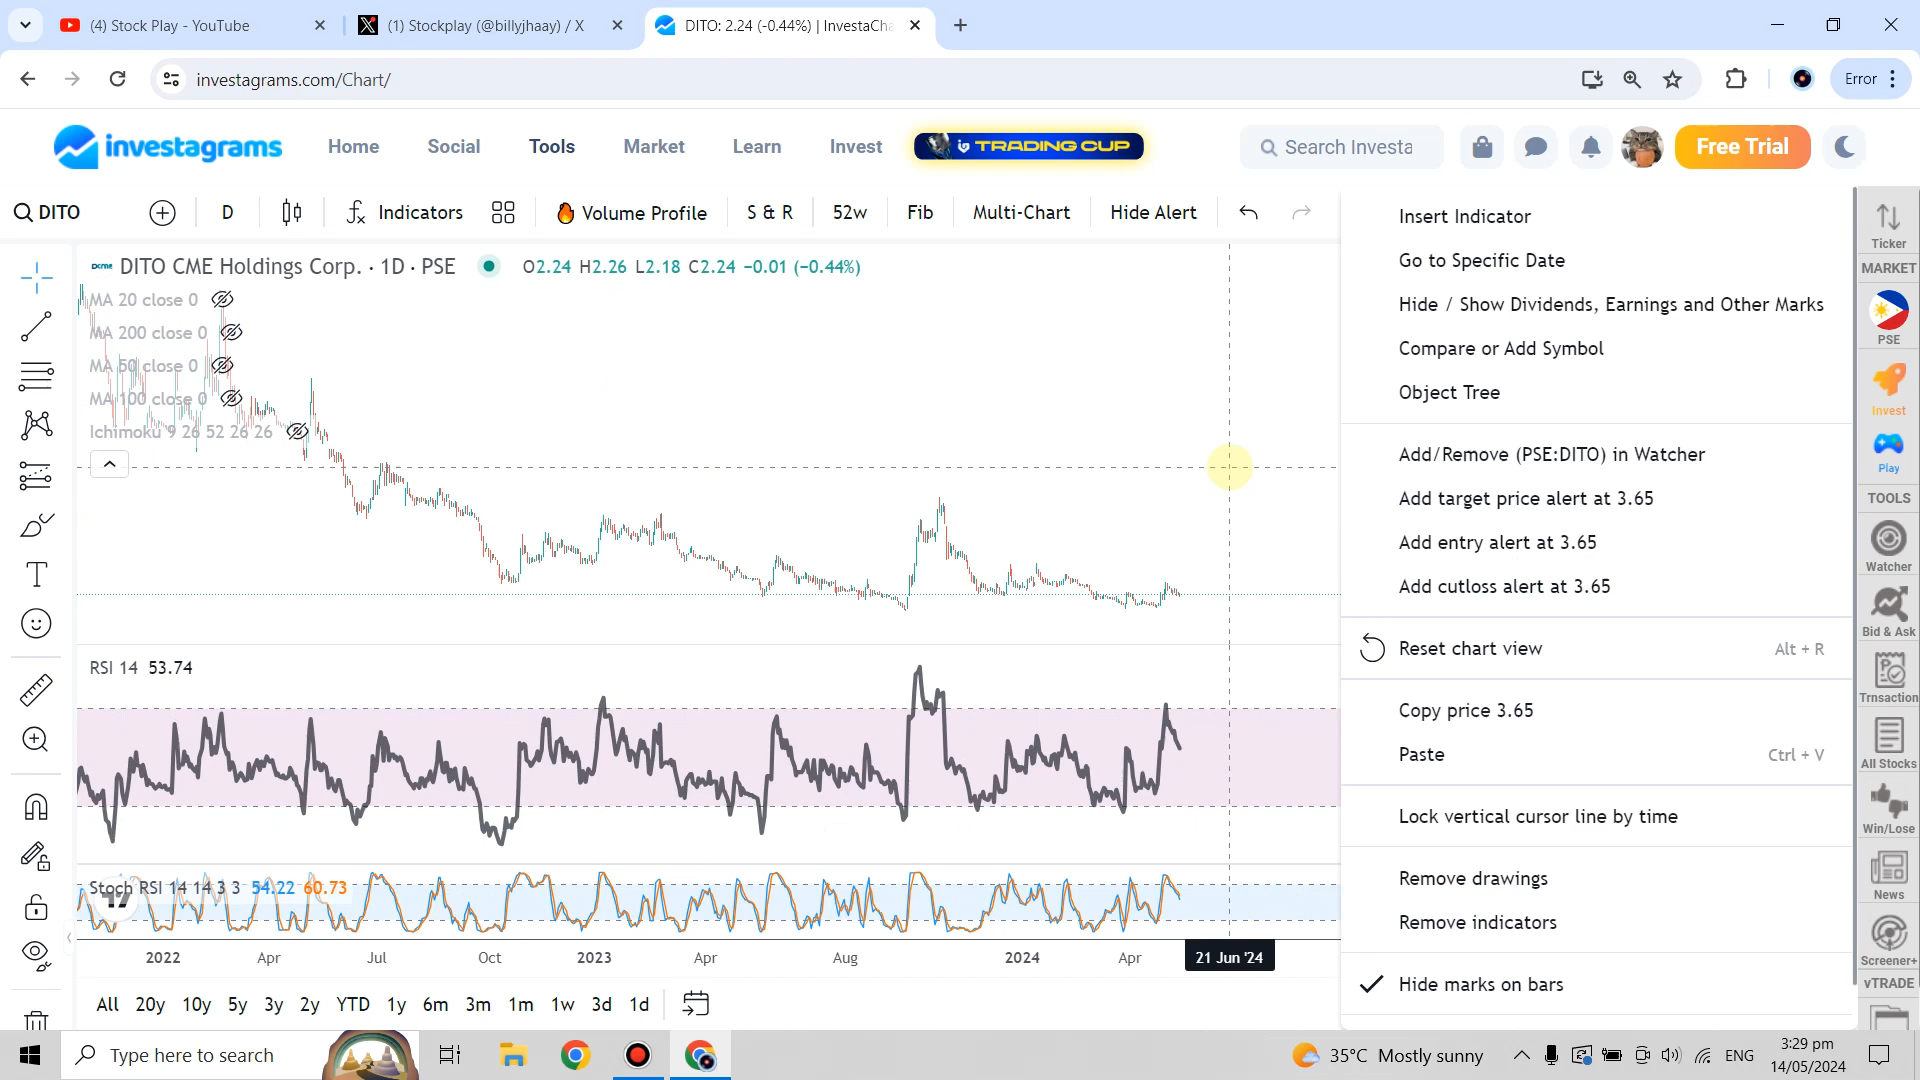 (4) Stock Play - YouTube
(1) Stockplay (@billyjhaay) / X
DITO: 2.24 (-0.44%) | InvestaCha
investagrams.com/Chart/
Error
investagrams
Home
Social
Tools
Market
Learn
Invest
TRADING CUP
Search Investa
Free Trial
DITO
D
Indicators
Volume Profile
S & R
52w
Fib
Multi-Chart
Hide Alert
DITO CME Holdings Corp. · 1D · PSE
O2.24 H2.26 L2.18 C2.24 −0.01 (−0.44%)
MA 20 close 0
MA 200 close 0
MA 50 close 0
MA 100 close 0
Ichimoku 9 26 52 26 26
RSI 14 53.74
Stoch RSI 14 14 3 3 54.22 60.73
2022
Apr
Jul
Oct
2023
Apr
Aug
2024
Apr
21 Jun '24
All
20y
10y
5y
3y
2y
YTD
1y
6m
3m
1m
1w
3d
1d
Insert Indicator
Go to Specific Date
Hide / Show Dividends, Earnings and Other Marks
Compare or Add Symbol
Object Tree
Add/Remove (PSE:DITO) in Watcher
Add target price alert at 3.65
Add entry alert at 3.65
Add cutloss alert at 3.65
Reset chart view Alt + R
Copy price 3.65
Paste Ctrl + V
Lock vertical cursor line by time
Remove drawings
Remove indicators
Hide marks on bars
Ticker
MARKET
PSE
Invest
Play
TOOLS
Watcher
Bid & Ask
Trnsaction
All Stocks
Win/Lose
News
Screener+
vTRADE
Type here to search
35°C Mostly sunny
ENG
3:29 pm
14/05/2024